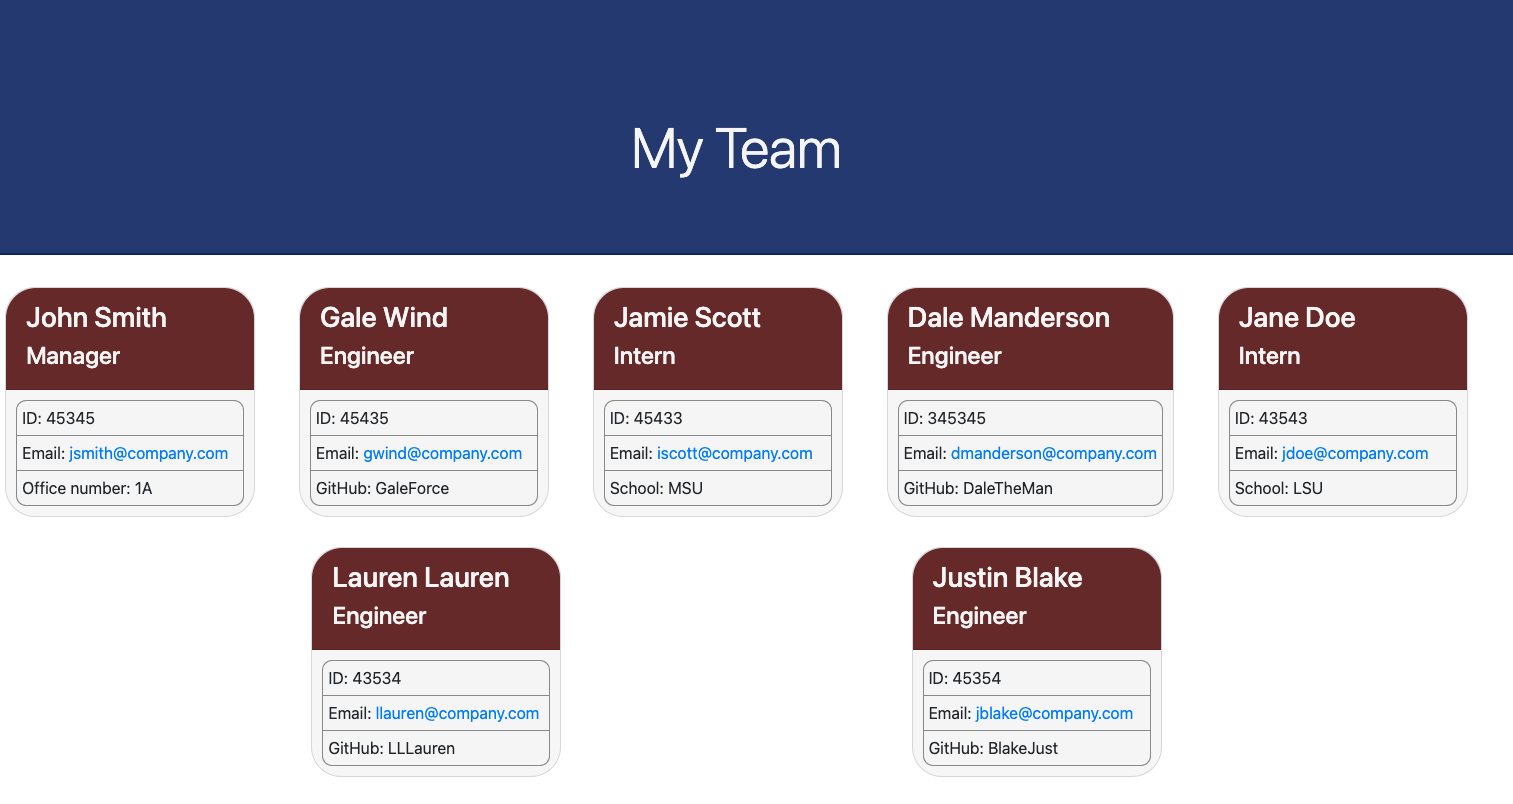 My Team
John Smith
Manager
ID: 45345
Email: jsmith@company.com
Office number: 1A
Gale Wind
Engineer
ID: 45435
Email: gwind@company.com
GitHub: GaleForce
Jamie Scott
Intern
ID: 45433
Email: iscott@company.com
School: MSU
Dale Manderson
Engineer
ID: 345345
Email: dmanderson@company.com
GitHub: DaleTheMan
Jane Doe
Intern
ID: 43543
Email: jdoe@company.com
School: LSU
Lauren Lauren
Engineer
ID: 43534
Email: llauren@company.com
GitHub: LLLauren
Justin Blake
Engineer
ID: 45354
Email: jblake@company.com
GitHub: BlakeJust